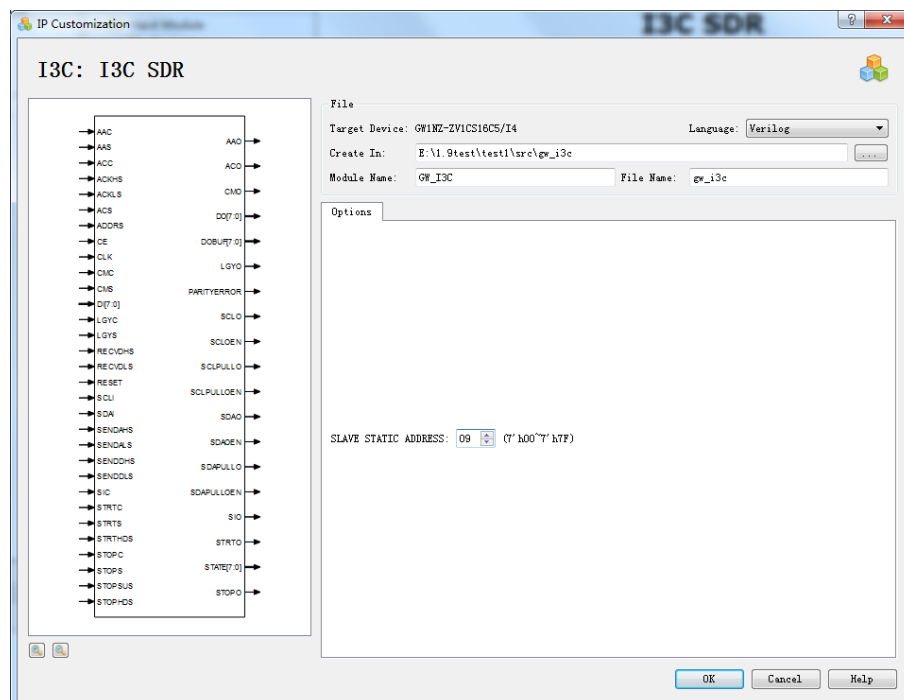 IP Customization
I3C SDR
I3C: I3C SDR
AAC
AAS
ACC
ACKHS
ACKLS
ACS
ADDRS
CE
CLK
CMC
CMS
DI[7:0]
LGYC
LGYS
RECVDHS
RECVDLS
RESET
SCLI
SDAI
SENDAHS
SENDALS
SENDDHS
SENDDLS
SIC
STRTC
STRTS
STRTHDS
STOPC
STOPS
STOPSUS
STOPHDS
AAO
ACO
CMO
DO[7:0]
DOBUF[7:0]
LGYO
PARITYERROR
SCLO
SCLOEN
SCLPULLO
SCLPULLOEN
SDAO
SDAOEN
SDAPULLO
SDAPULLOEN
SIO
STRTO
STATE[7:0]
STOPO
File
Target Device: GW1NZ-ZV1CS16C5/I4 Language: Verilog
Create In: E:\1.9test\test1\src\gw_i3c ...
Module Name: GW_I3C File Name: gw_i3c
Options
SLAVE STATIC ADDRESS: 09 (7' h00~7' h7F)
OK Cancel Help